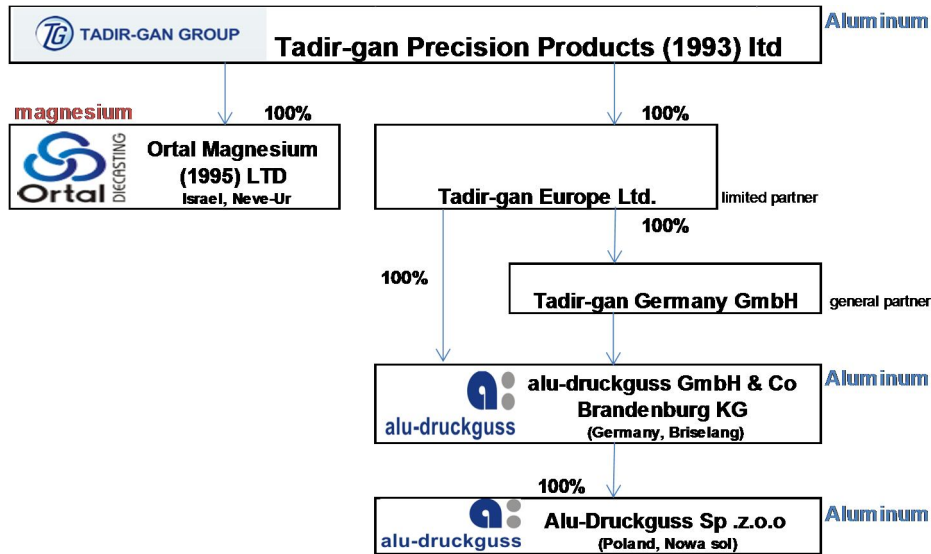 TG TADIR-GAN GROUP
Tadir-gan Precision Products (1993) ltd
Aluminum
magnesium
100%
100%
Ortal DIECASTING
Ortal Magnesium
(1995) LTD
Israel, Neve-Ur
Tadir-gan Europe Ltd.
limited partner
100%
100%
Tadir-gan Germany GmbH
general partner
a:
alu-druckguss
alu-druckguss GmbH & Co
Brandenburg KG
(Germany, Briselang)
Aluminum
100%
a:
alu-druckguss
Alu-Druckguss Sp .z.o.o
(Poland, Nowa sol)
Aluminum